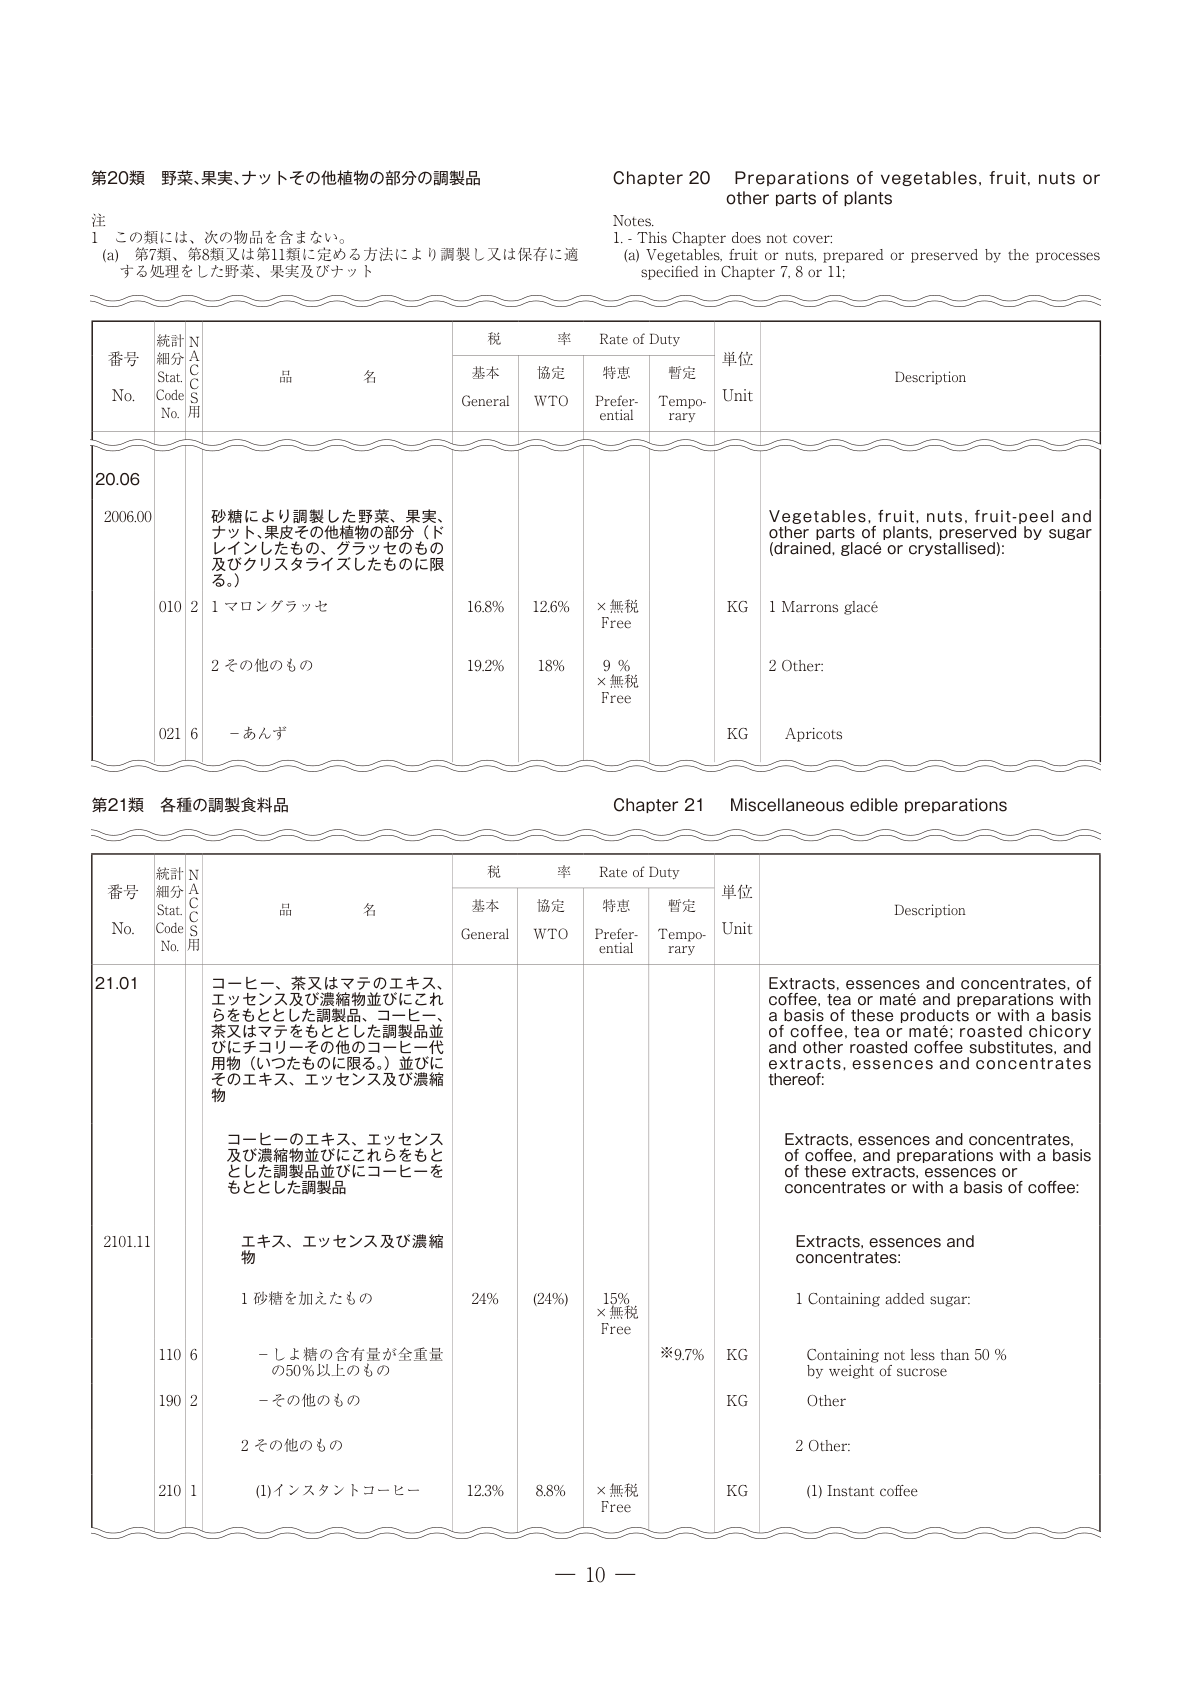 第20類　野菜、果実、ナットその他植物の部分の調製品
Chapter 20　Preparations of vegetables, fruit, nuts or
other parts of plants
注
1　この類には、次の物品を含まない。
(a)　第7類、第8類又は第11類に定める方法により調製し又は保存に適
する処理をした野菜、果実及びナット
Notes.
1. - This Chapter does not cover:
(a) Vegetables, fruit or nuts, prepared or preserved by the processes
specified in Chapter 7, 8 or 11;
番号
No.
統計
細分
Stat.
Code
No.
NACCS用
品　名
税　率　Rate of Duty
基本
General
協定
WTO
特恵
Prefer-
ential
暫定
Tempo-
rary
単位
Unit
Description
20.06
2006.00
砂糖により調製した野菜、果実、
ナット、果皮その他植物の部分（ド
レインしたもの、グラッセのもの
及びクリスタライズしたものに限
る。）
Vegetables, fruit, nuts, fruit-peel and
other parts of plants, preserved by sugar
(drained, glacé or crystallised):
010 2 1 マロングラッセ 16.8% 12.6% ×無税 KG 1 Marrons glacé
Free
2 その他のもの 19.2% 18% 9 % 2 Other:
×無税
Free
021 6 －あんず KG Apricots
第21類　各種の調製食料品
Chapter 21　Miscellaneous edible preparations
番号
No.
統計
細分
Stat.
Code
No.
NACCS用
品　名
税　率　Rate of Duty
基本
General
協定
WTO
特恵
Prefer-
ential
暫定
Tempo-
rary
単位
Unit
Description
21.01
コーヒー、茶又はマテのエキス、
エッセンス及び濃縮物並びにこれ
らをもととした調製品、コーヒー、
茶又はマテをもととした調製品並
びにチコリーその他のコーヒー代
用物（いつたものに限る。）並びに
そのエキス、エッセンス及び濃縮
物
Extracts, essences and concentrates, of
coffee, tea or maté and preparations with
a basis of these products or with a basis
of coffee, tea or maté; roasted chicory
and other roasted coffee substitutes, and
extracts, essences and concentrates
thereof:
コーヒーのエキス、エッセンス
及び濃縮物並びにこれらをもと
とした調製品並びにコーヒーを
もととした調製品
Extracts, essences and concentrates,
of coffee, and preparations with a basis
of these extracts, essences or
concentrates or with a basis of coffee:
2101.11
エキス、エッセンス及び濃縮
物
Extracts, essences and
concentrates:
1 砂糖を加えたもの 24% (24%) 15% 1 Containing added sugar:
×無税
Free
110 6 －しよ糖の含有量が全重量 ※9.7% KG Containing not less than 50 %
の50％以上のもの by weight of sucrose
190 2 －その他のもの KG Other
2 その他のもの 2 Other:
210 1 (1)インスタントコーヒー 12.3% 8.8% ×無税 KG (1) Instant coffee
Free
― 10 ―